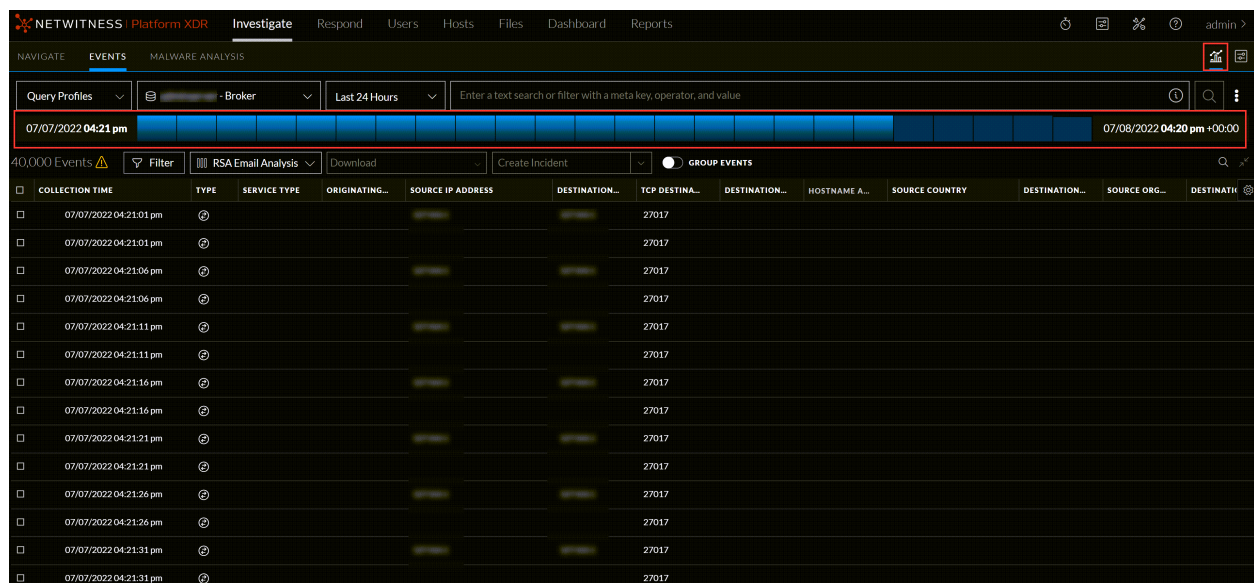 NETWITNESS | Platform XDR Investigate Respond Users Hosts Files Dashboard Reports admin >
NAVIGATE EVENTS MALWARE ANALYSIS
Query Profiles - Broker Last 24 Hours Enter a text search or filter with a meta key, operator, and value
07/07/2022 04:21 pm 07/08/2022 04:20 pm +00:00
40,000 Events Filter RSA Email Analysis Download Create Incident GROUP EVENTS
COLLECTION TIME TYPE SERVICE TYPE ORIGINATING... SOURCE IP ADDRESS DESTINATION... TCP DESTINA... DESTINATION... HOSTNAME A... SOURCE COUNTRY DESTINATION... SOURCE ORG... DESTINATI
07/07/2022 04:21:01 pm 27017
07/07/2022 04:21:01 pm 27017
07/07/2022 04:21:06 pm 27017
07/07/2022 04:21:06 pm 27017
07/07/2022 04:21:11 pm 27017
07/07/2022 04:21:11 pm 27017
07/07/2022 04:21:16 pm 27017
07/07/2022 04:21:16 pm 27017
07/07/2022 04:21:21 pm 27017
07/07/2022 04:21:21 pm 27017
07/07/2022 04:21:26 pm 27017
07/07/2022 04:21:26 pm 27017
07/07/2022 04:21:31 pm 27017
07/07/2022 04:21:31 pm 27017